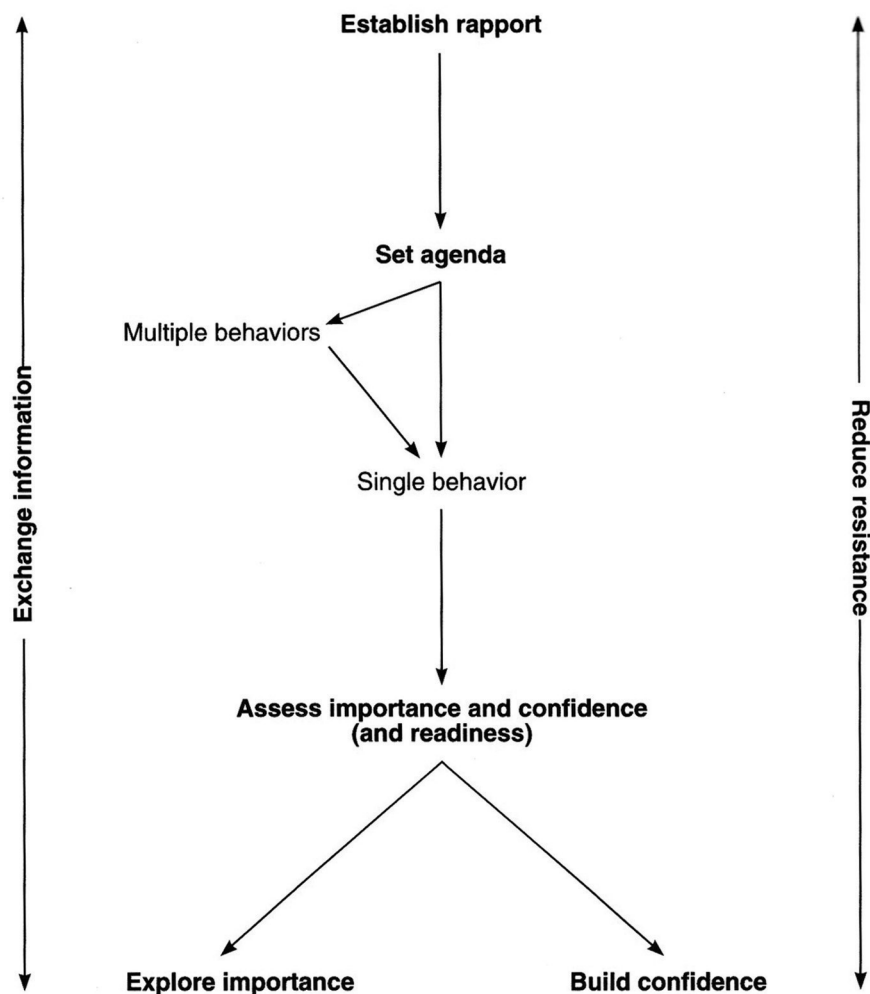 Establish rapport
Set agenda
Multiple behaviors
Single behavior
Exchange information
Reduce resistance
Assess importance and confidence
(and readiness)
Explore importance
Build confidence